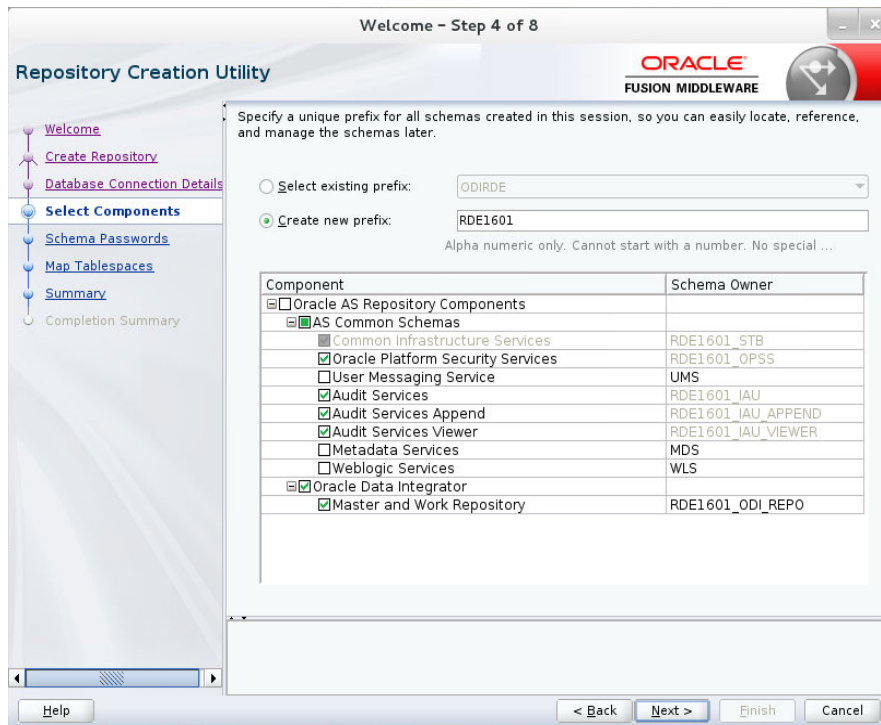 Welcome - Step 4 of 8
Repository Creation Utility
ORACLE
FUSION MIDDLEWARE
Welcome
Create Repository
Database Connection Details
Select Components
Schema Passwords
Map Tablespaces
Summary
Completion Summary
Specify a unique prefix for all schemas created in this session, so you can easily locate, reference,
and manage the schemas later.
Select existing prefix: ODIRDE
Create new prefix: RDE1601
Alpha numeric only. Cannot start with a number. No special ...
Component Schema Owner
Oracle AS Repository Components
AS Common Schemas
Common Infrastructure Services RDE1601_STB
Oracle Platform Security Services RDE1601_OPSS
User Messaging Service UMS
Audit Services RDE1601_IAU
Audit Services Append RDE1601_IAU_APPEND
Audit Services Viewer RDE1601_IAU_VIEWER
Metadata Services MDS
Weblogic Services WLS
Oracle Data Integrator
Master and Work Repository RDE1601_ODI_REPO
Help < Back Next > Finish Cancel